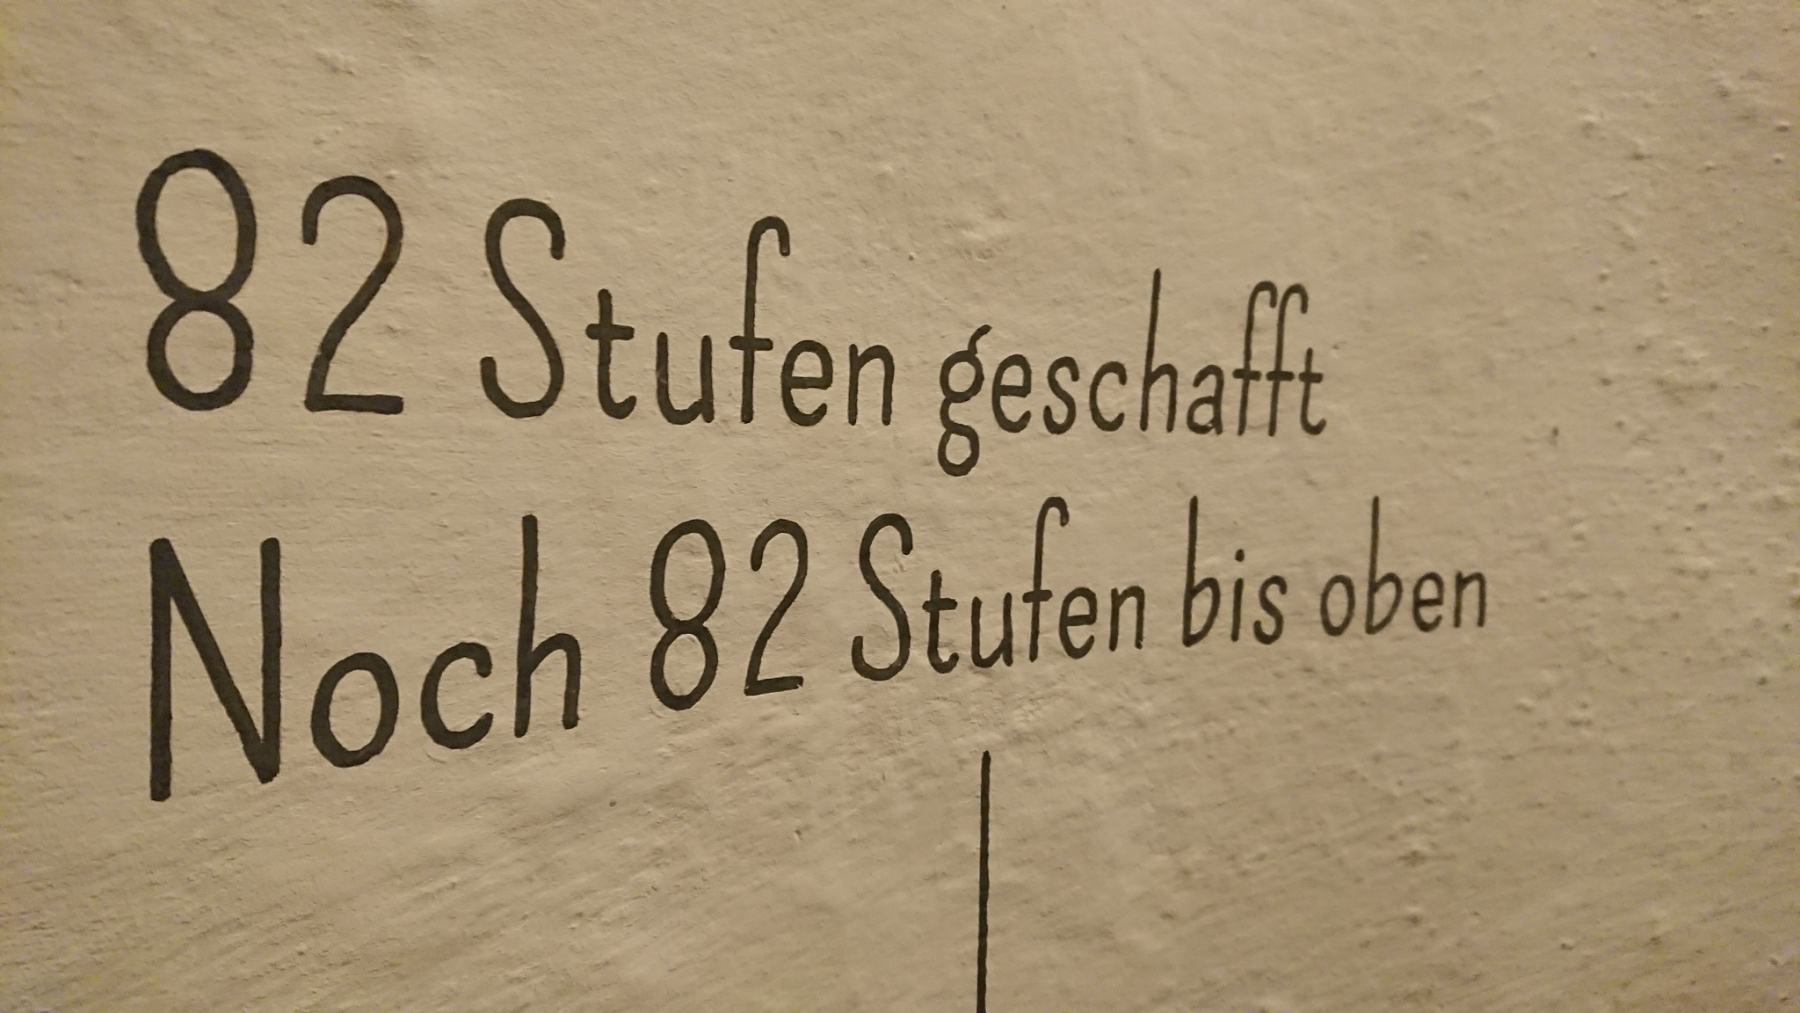 82 Stufen geschafft
Noch 82 Stufen bis oben